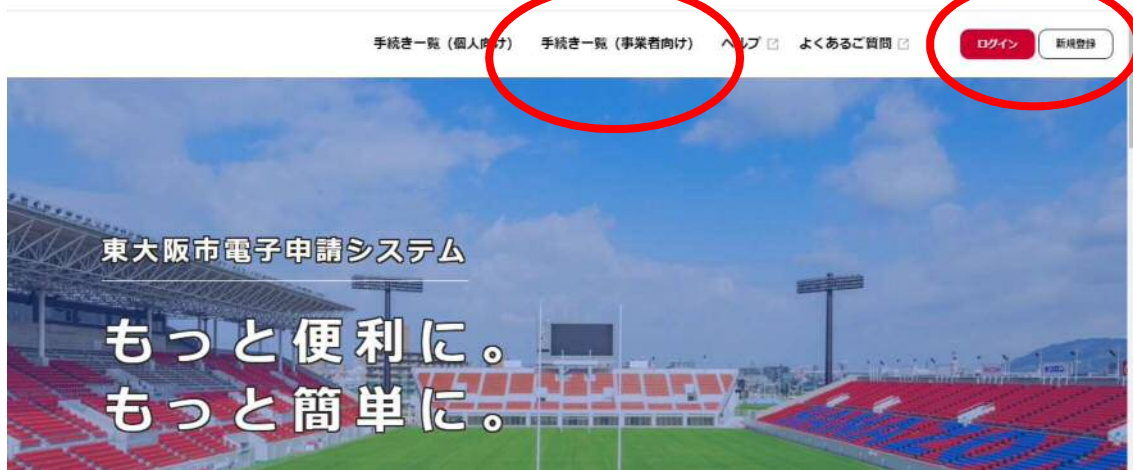 手続き一覧（個人向け） 手続き一覧（事業者向け） ヘルプ よくあるご質問 ログイン 新規登録
東大阪市電子申請システム
もっと便利に。
もっと簡単に。